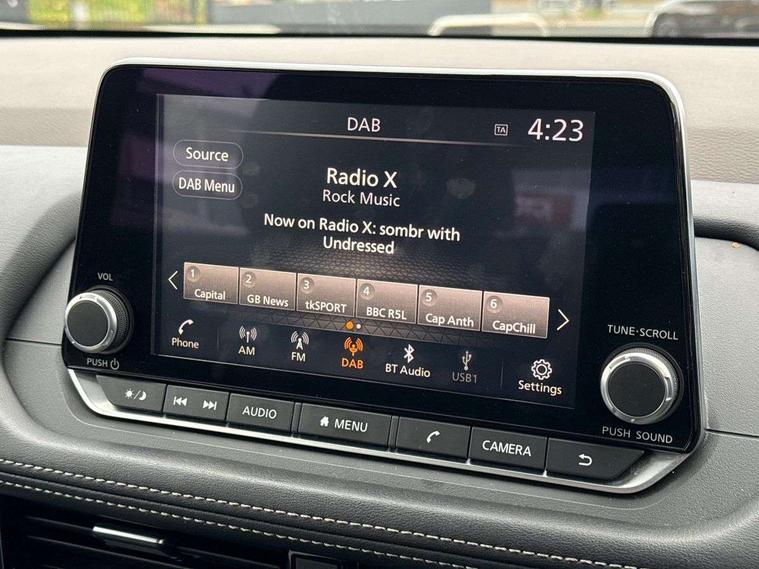 DAB
TA
4:23
Source
DAB Menu
Radio X
Rock Music
Now on Radio X: sombr with
Undressed
1
Capital
2
GB News
3
tkSPORT
4
BBC R5L
5
Cap Anth
6
CapChill
Phone
AM
FM
DAB
BT Audio
USB1
Settings
VOL
PUSH
TUNE·SCROLL
PUSH SOUND
AUDIO
MENU
CAMERA